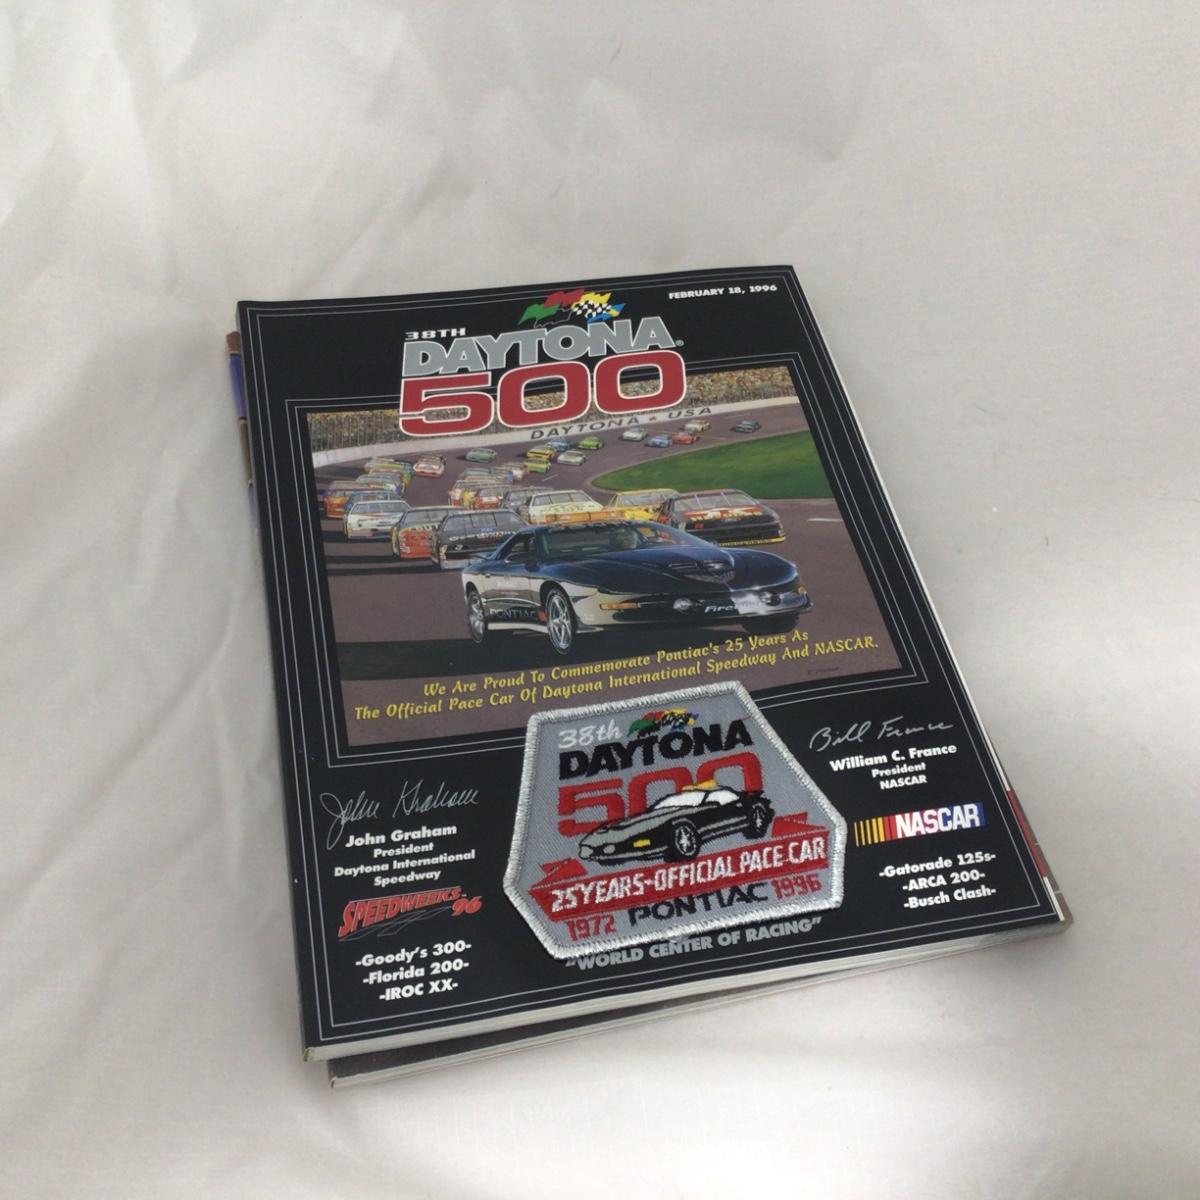 FEBRUARY 18, 1996
38TH
DAYTONA®
500
DAYTONA USA
PONTIAC
Firestone
We Are Proud To Commemorate Pontiac's 25 Years As
The Official Pace Car Of Daytona International Speedway And NASCAR.
38th
DAYTONA
500
25 YEARS-OFFICIAL PACE CAR
1972 PONTIAC 1996
"WORLD CENTER OF RACING"
John Graham
John Graham
President
Daytona International
Speedway
SPEEDWEEKS 96
-Goody's 300-
-Florida 200-
-IROC XX-
Bill France
William C. France
President
NASCAR
NASCAR
-Gatorade 125s-
-ARCA 200-
-Busch Clash-